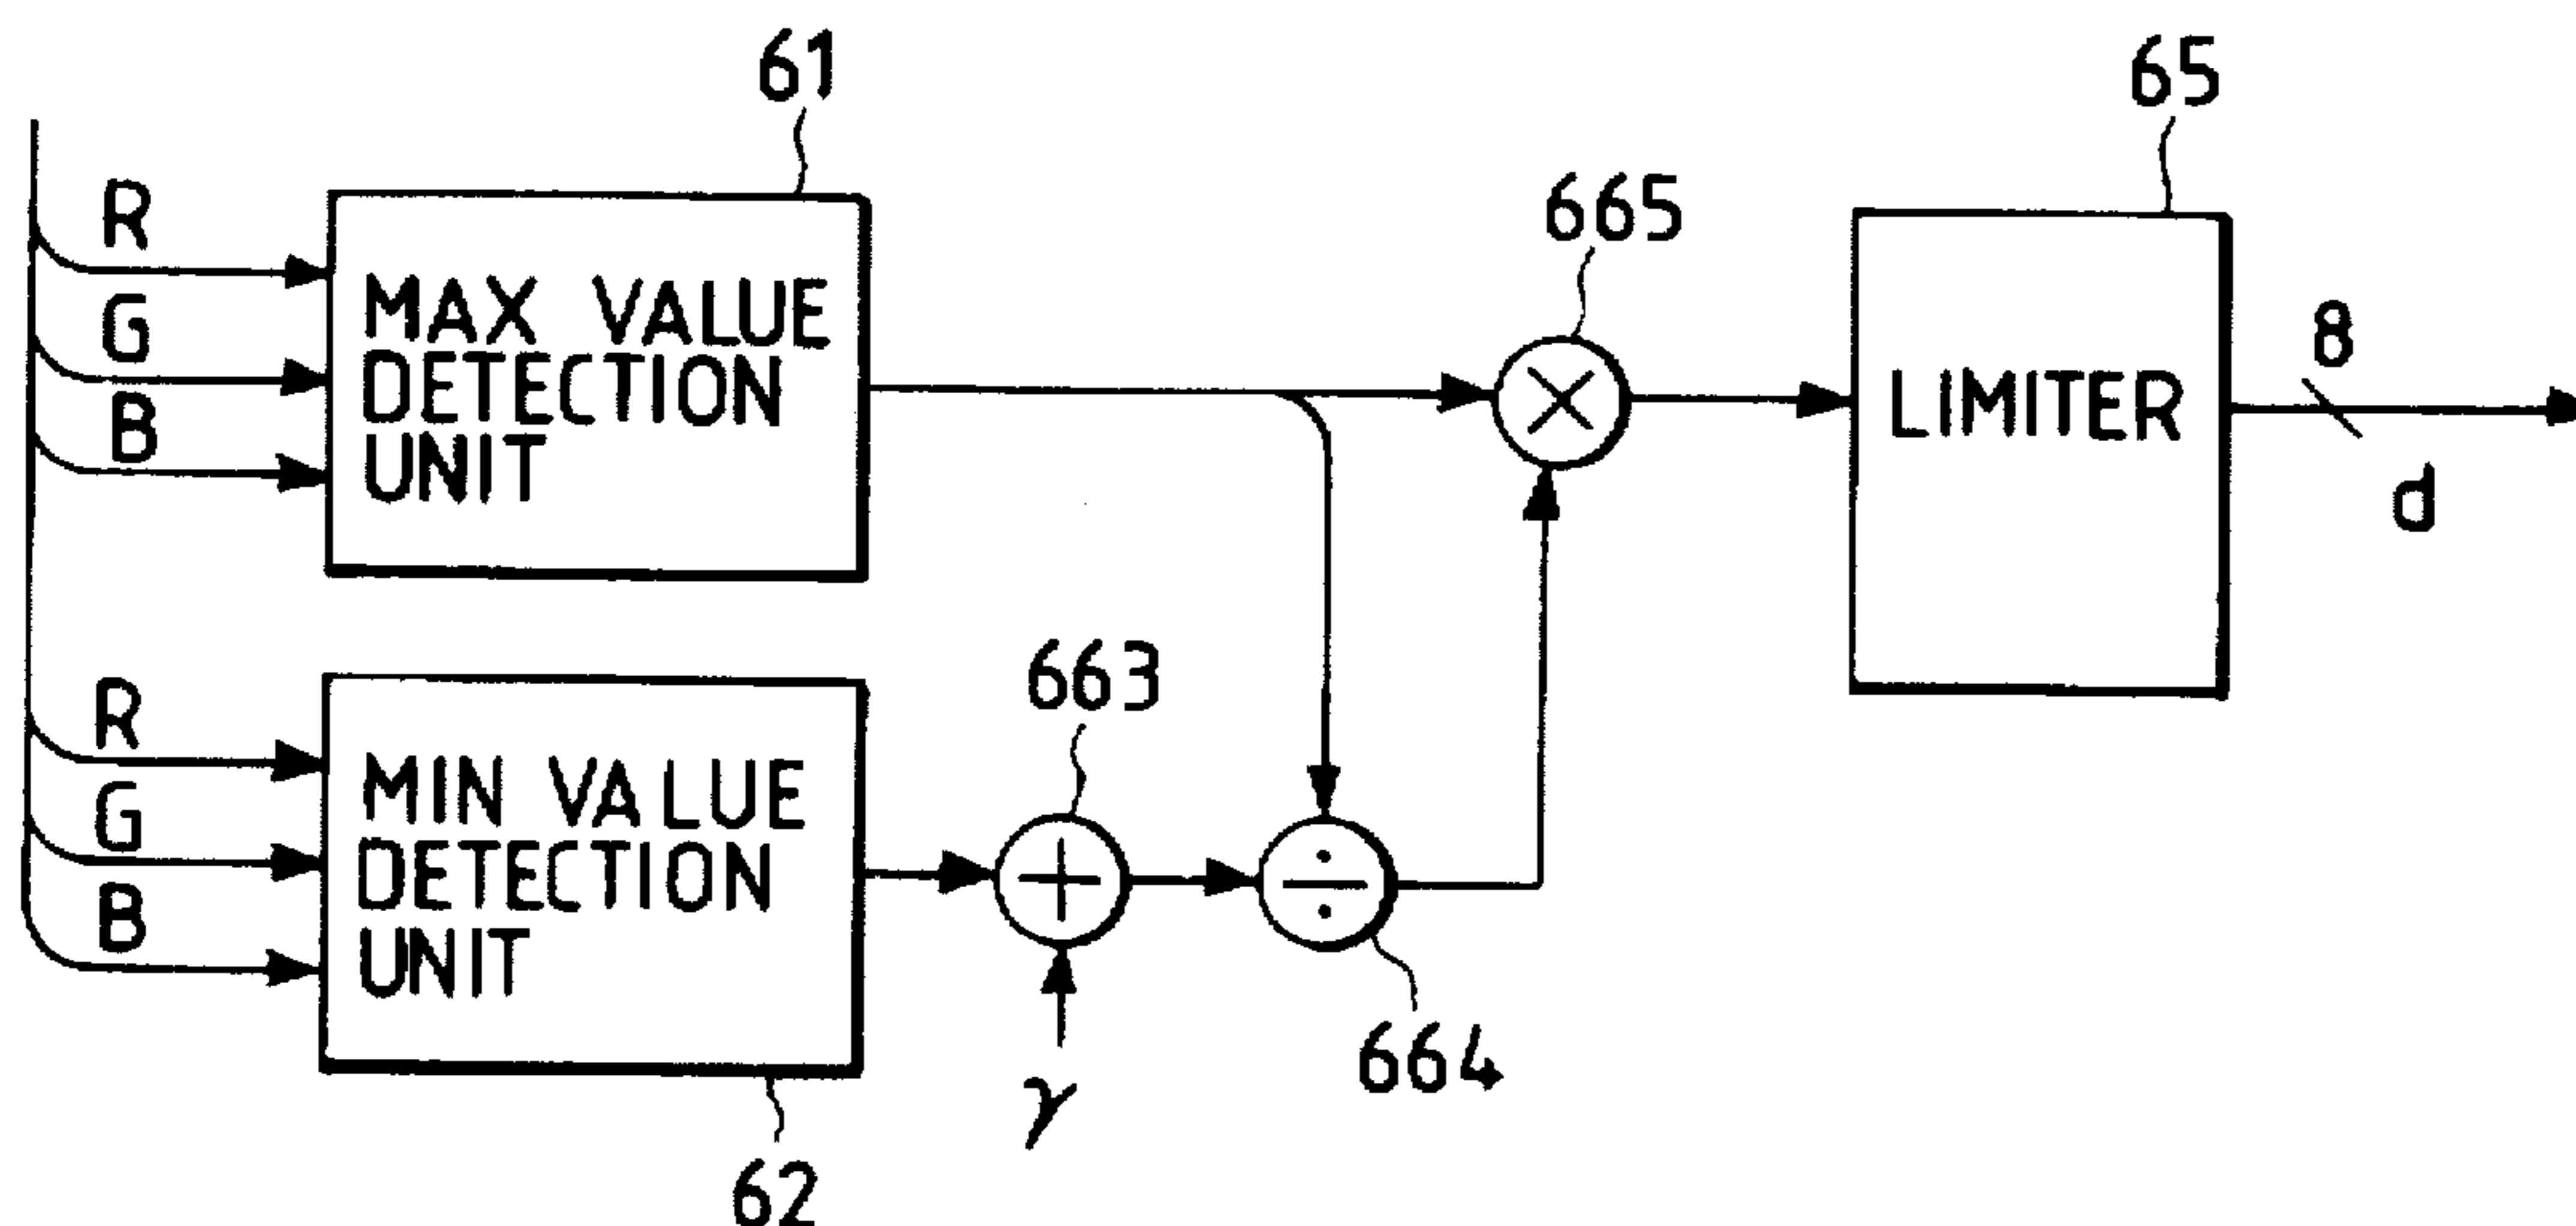 61
65
R
665
G
MAX VALUE
DETECTION
UNIT
8
B
LIMITER
d
663
R
MIN VALUE
DETECTION
UNIT
G
B
664
γ
62